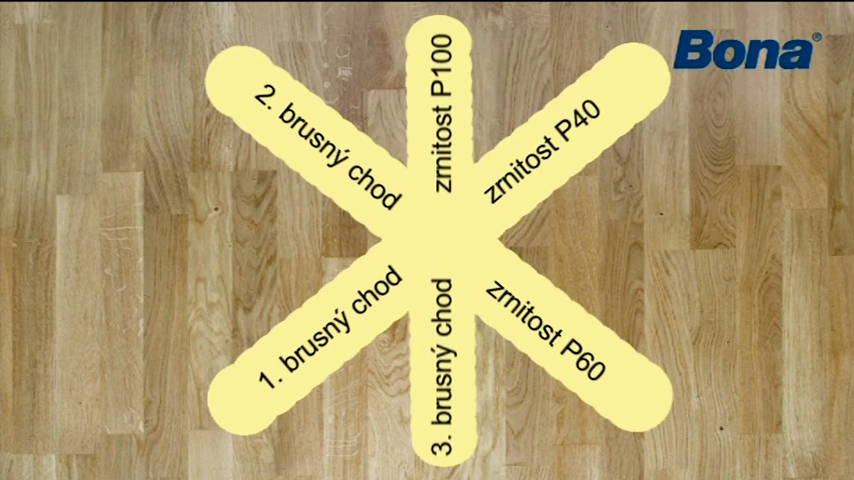 Bona®
1. brusný chod zrnitost P40
2. brusný chod zrnitost P60
3. brusný chod zrnitost P100